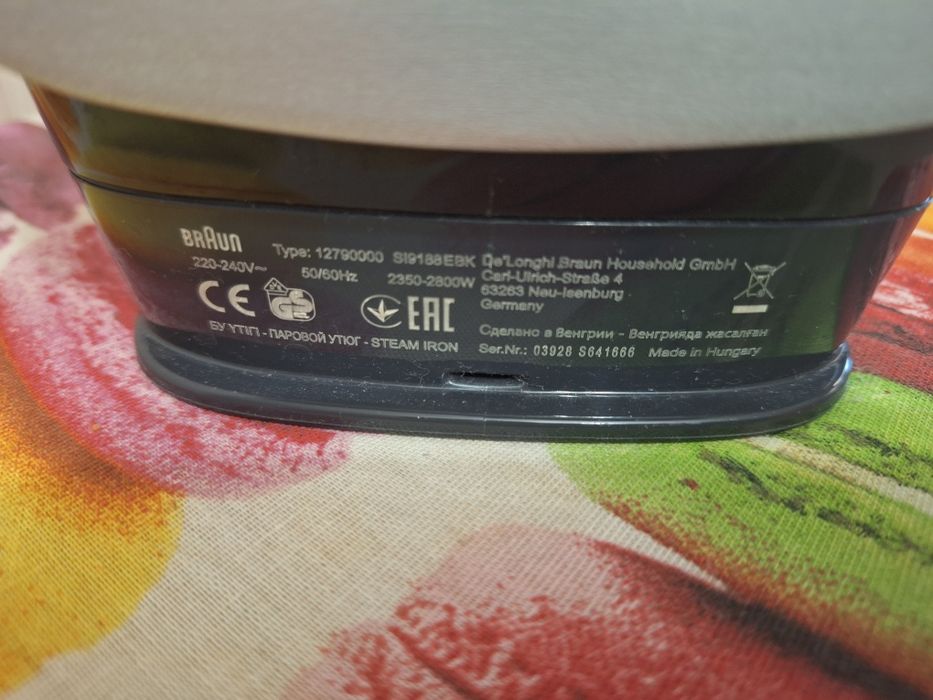 BRAUN
Type: 12790000 SI9188EBK
220-240V~ 50/60Hz 2350-2800W
De'Longhi Braun Household GmbH
Carl-Ulrich-Straße 4
63263 Neu-Isenburg
Germany
CE
EAC
БУ ҮТІГІ - ПАРОВОЙ УТЮГ - STEAM IRON
Сделано в Венгрии - Венгрияда жасалған
Ser.Nr.: 03928 S641666 Made in Hungary